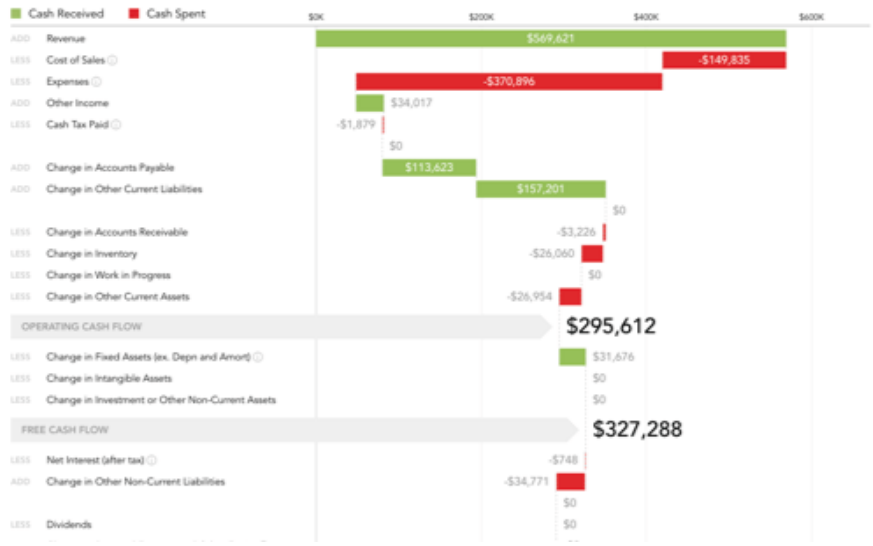 Cash Received Cash Spent $0K $200K $400K $600K
ADD Revenue $569,621
LESS Cost of Sales -$149,835
LESS Expenses -$370,896
ADD Other Income $34,017
LESS Cash Tax Paid -$1,879
$0
ADD Change in Accounts Payable $113,623
ADD Change in Other Current Liabilities $157,201
$0
LESS Change in Accounts Receivable -$3,226
LESS Change in Inventory -$26,060
LESS Change in Work in Progress $0
LESS Change in Other Current Assets -$26,954
OPERATING CASH FLOW $295,612
LESS Change in Fixed Assets (ex. Depn and Amort) $31,676
LESS Change in Intangible Assets $0
LESS Change in Investment or Other Non-Current Assets $0
FREE CASH FLOW $327,288
LESS Net Interest (after tax) -$748
ADD Change in Other Non-Current Liabilities -$34,771
$0
LESS Dividends $0